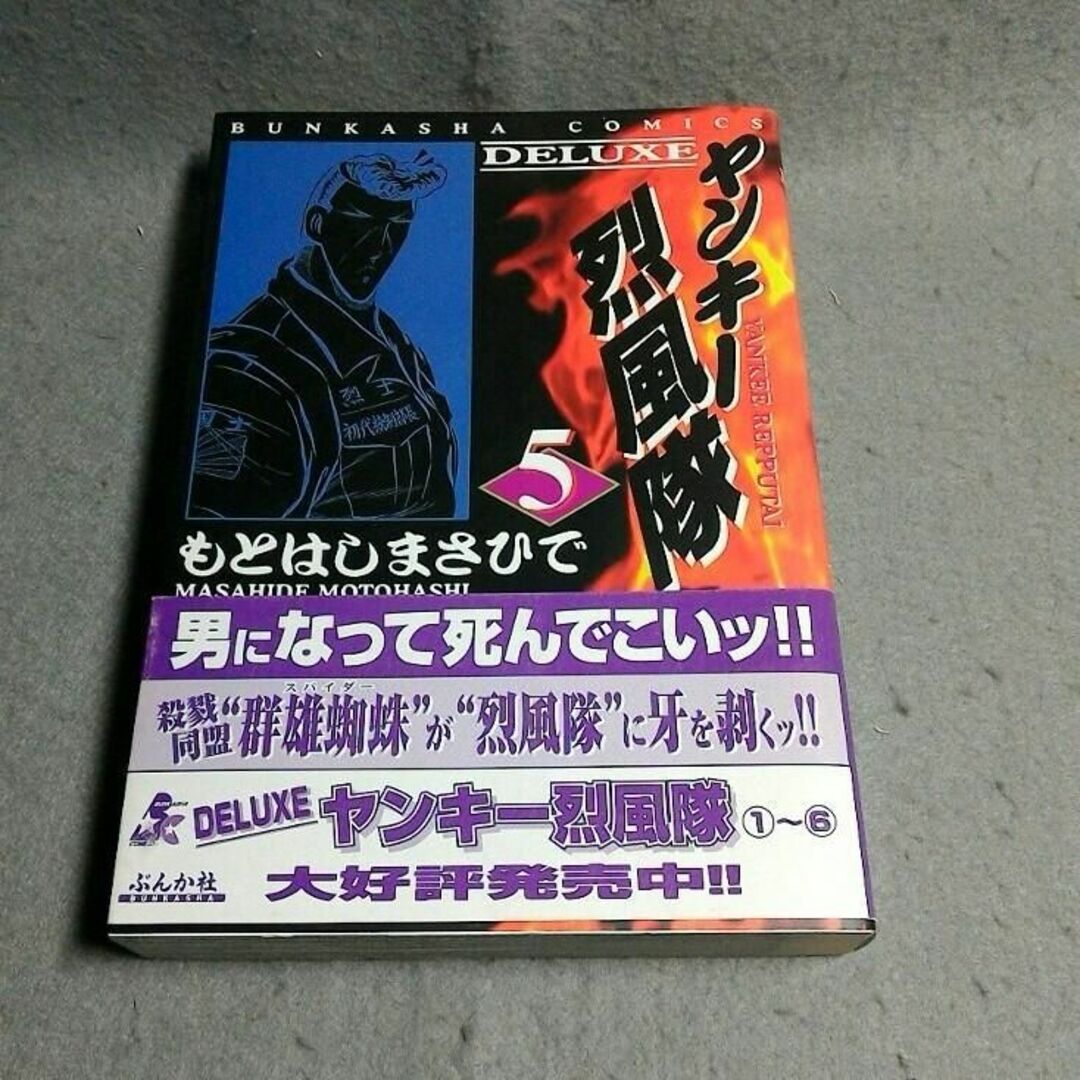 BUNKASHA COMICS
DELUXE
ヤンキー
烈風隊
YANKEE REPPUTAI
烈士
5
もとはしまさひで
MASAHIDE MOTOHASHI
男になって死んでこいッ!!
スパイダー
殺戮同盟“群雄蜘蛛”が“烈風隊”に牙を剥くッ!!
DELUXE ヤンキー烈風隊 ①〜⑥
ぶんか社
BUNKASHA
大好評発売中!!